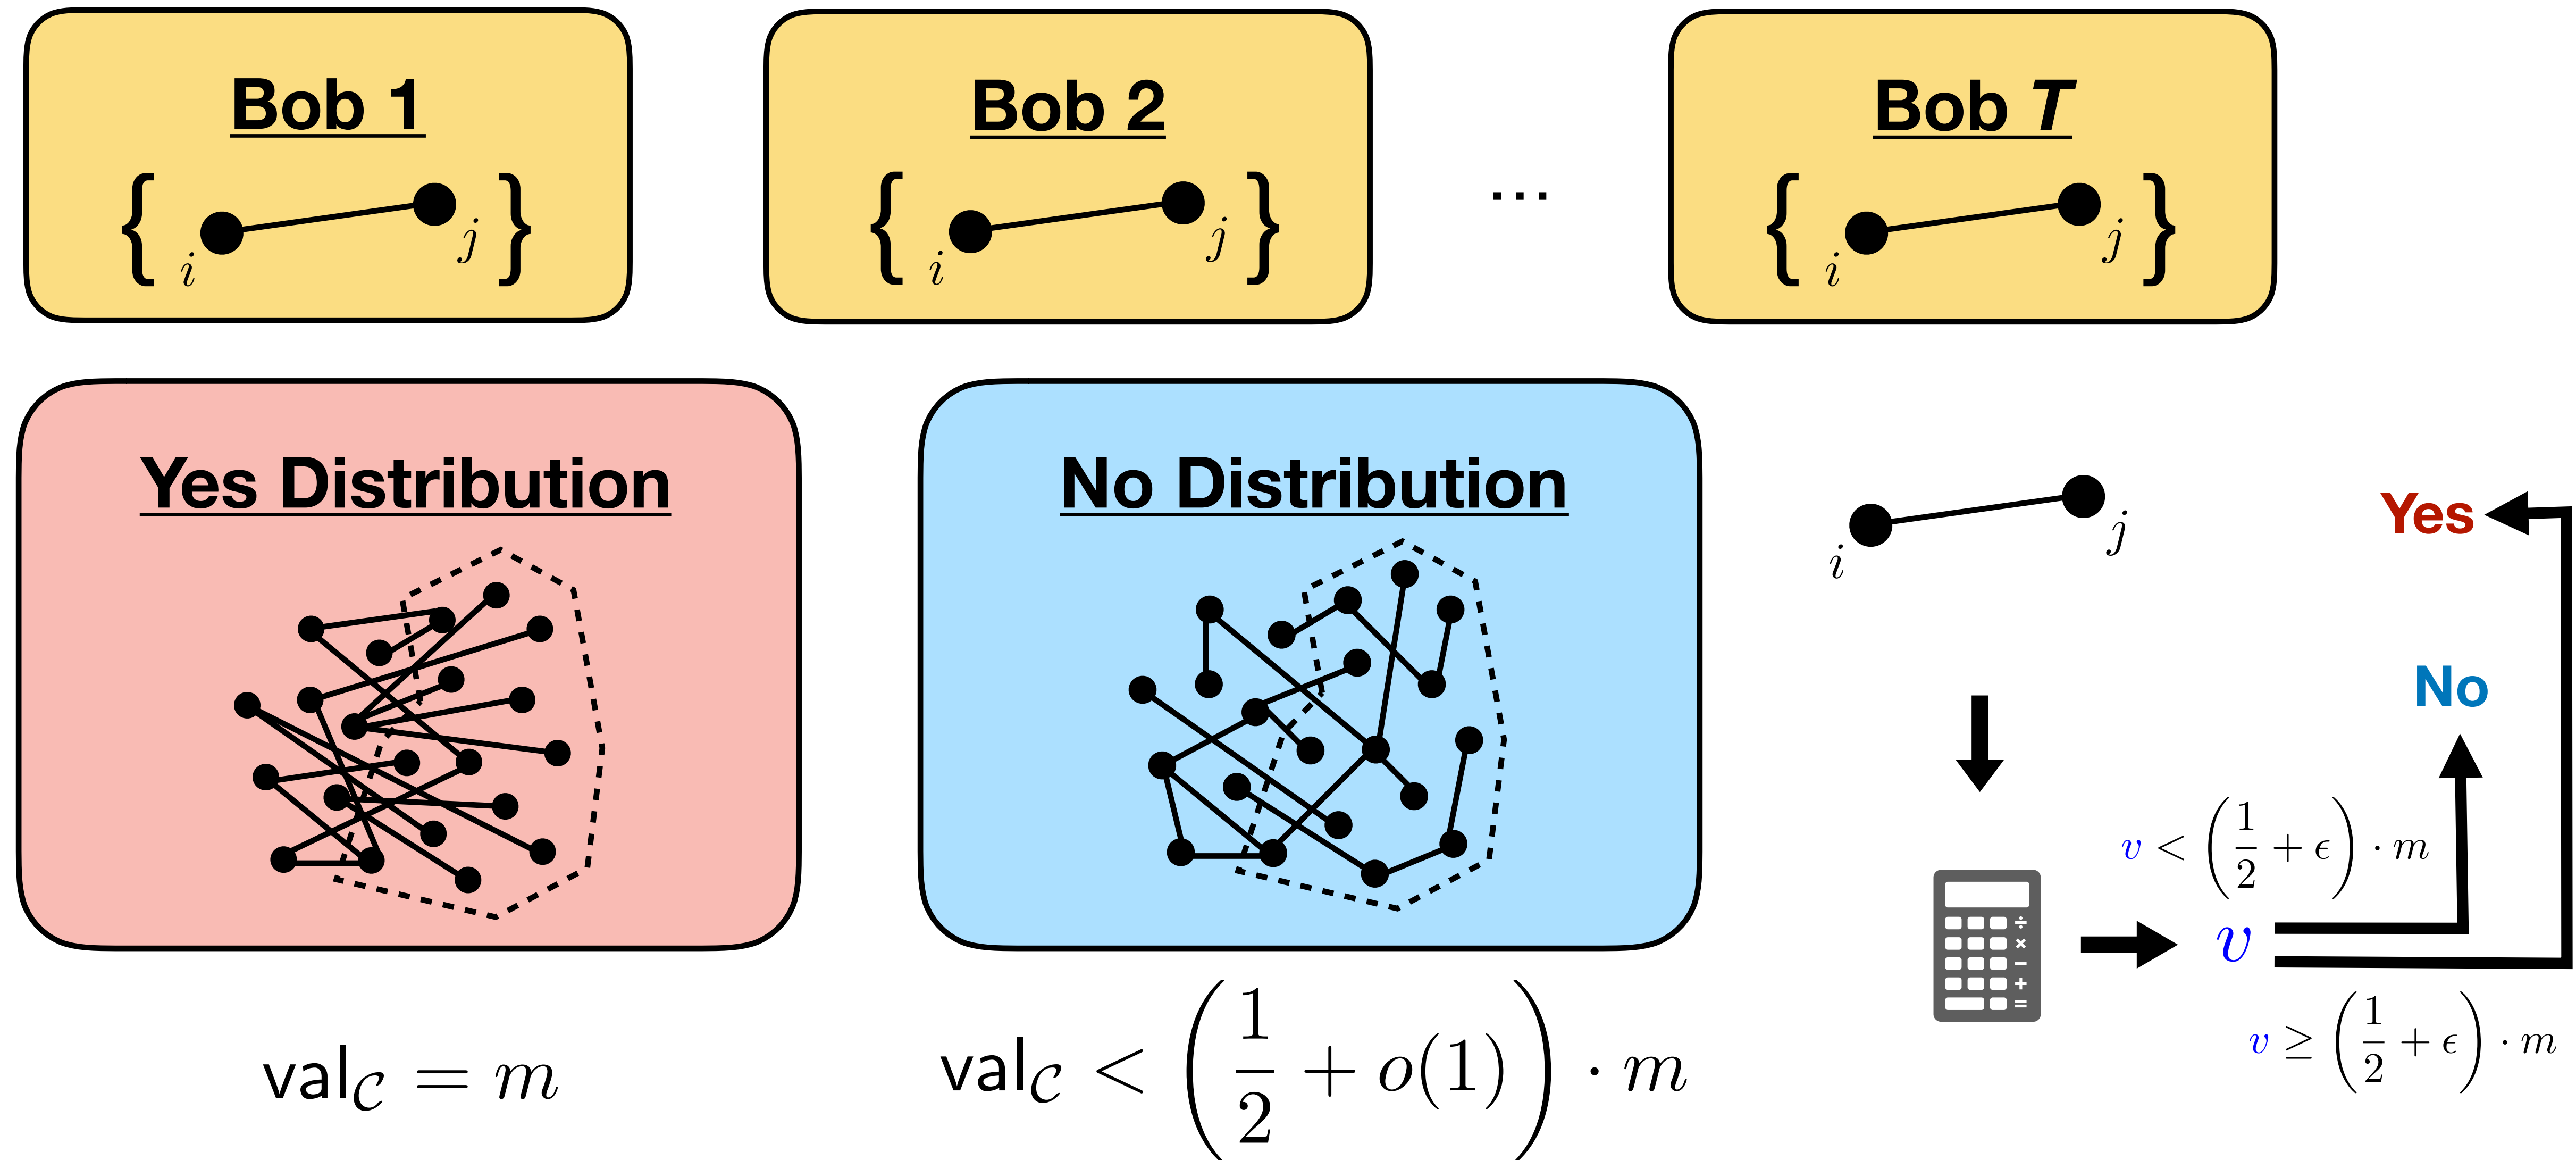 Bob 1
{ i j }
Bob 2
{ i j }
...
Bob T
{ i j }
Yes Distribution
val_𝒞 = m
No Distribution
val_𝒞 < (1/2 + o(1)) · m
i j
÷
×
−
+
=
v
v < (1/2 + ϵ) · m
No
v ≥ (1/2 + ϵ) · m
Yes